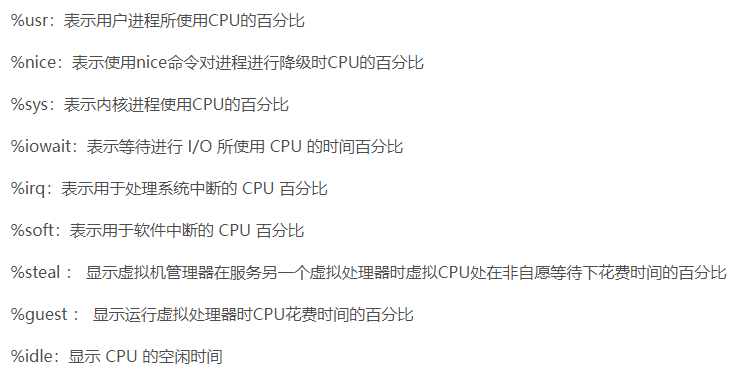 %usr：表示用户进程所使用CPU的百分比
%nice：表示使用nice命令对进程进行降级时CPU的百分比
%sys：表示内核进程使用CPU的百分比
%iowait：表示等待进行 I/O 所使用 CPU 的时间百分比
%irq：表示用于处理系统中断的 CPU 百分比
%soft：表示用于软件中断的 CPU 百分比
%steal ： 显示虚拟机管理器在服务另一个虚拟处理器时虚拟CPU处在非自愿等待下花费时间的百分比
%guest ： 显示运行虚拟处理器时CPU花费时间的百分比
%idle：显示 CPU 的空闲时间